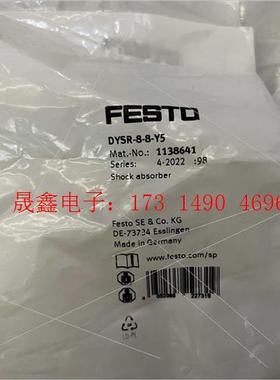 FESTO
DYSR-8-8-Y5
Mat.-No.: 1138641
Series: 4-2022 :98
Shock absorber
晟鑫电子：173 1490 4696
Festo SE & Co. KG
DE-73734 Esslingen
Made in Germany
www.festo.com/sp